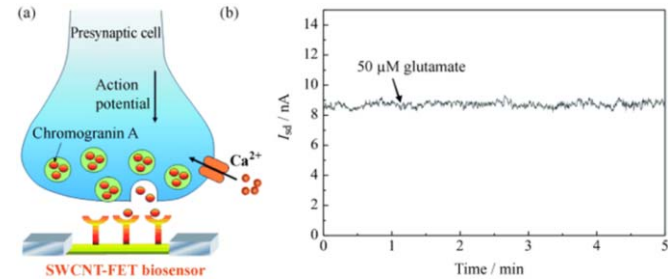 (a)
Presynaptic cell
Action
potential
Chromogranin A
Ca²⁺
SWCNT-FET biosensor
(b)
14
12
10
8
6
4
2
0
I_sd / nA
50 µM glutamate
0 1 2 3 4 5
Time / min